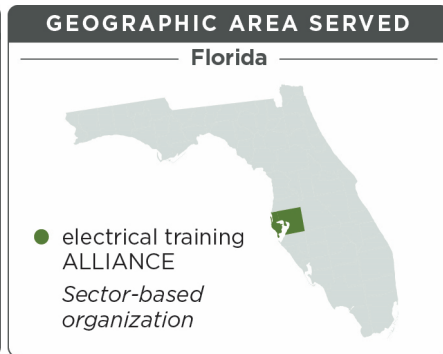 GEOGRAPHIC AREA SERVED
Florida
electrical training
ALLIANCE
Sector-based
organization